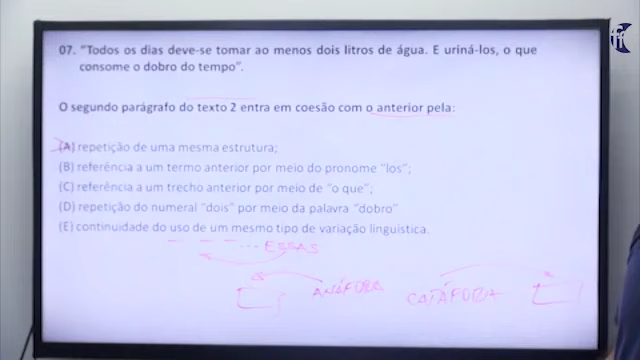 07. "Todos os dias deve-se tomar ao menos dois litros de água. E uriná-los, o que
consome o dobro do tempo".
O segundo parágrafo do texto 2 entra em coesão com o anterior pela:
(A) repetição de uma mesma estrutura;
(B) referência a um termo anterior por meio do pronome "los";
(C) referência a um trecho anterior por meio de "o que";
(D) repetição do numeral "dois" por meio da palavra "dobro"
(E) continuidade do uso de um mesmo tipo de variação linguística.
ESSAS
ANÁFORA CATÁFORA